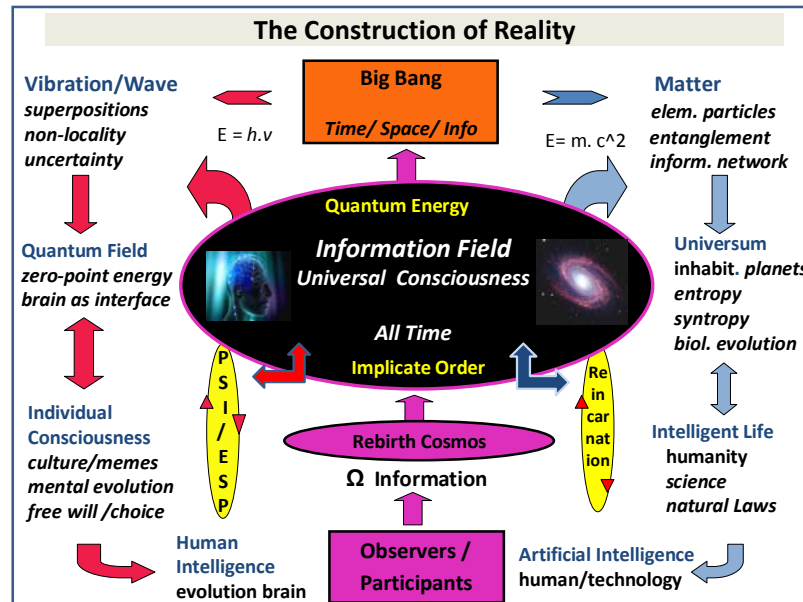 The Construction of Reality
Vibration/Wave
superpositions
non-locality
uncertainty
E = h.v
Big Bang
Time/ Space/ Info
E= m. c^2
Matter
elem. particles
entanglement
inform. network
Quantum Field
zero-point energy
brain as interface
Quantum Energy
Information Field
Universal Consciousness
All Time
Implicate Order
Universum
inhabit. planets
entropy
syntropy
biol. evolution
Individual
Consciousness
culture/memes
mental evolution
free will /choice
P
S
I
/
E
S
P
Rebirth Cosmos
Ω Information
Re
in
car
nat
ion
Intelligent Life
humanity
science
natural Laws
Human
Intelligence
evolution brain
Observers /
Participants
Artificial Intelligence
human/technology